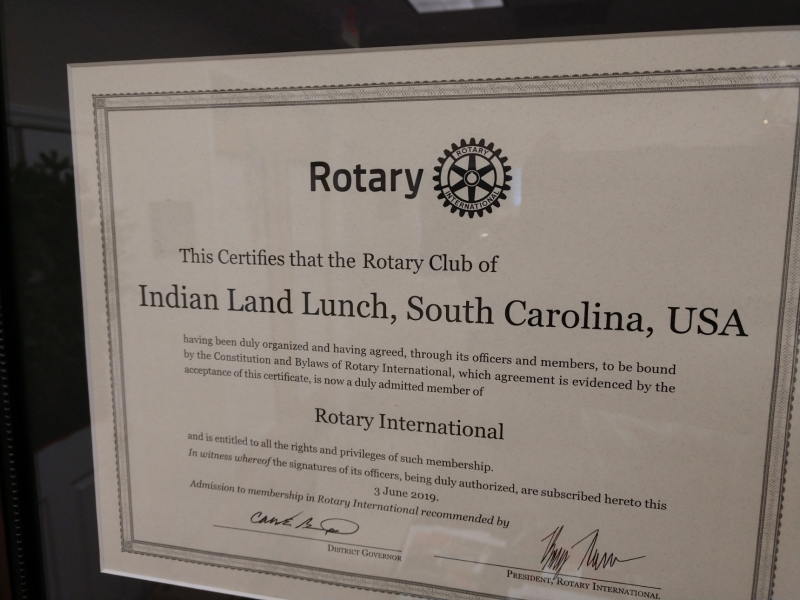 Rotary
ROTARY
INTERNATIONAL
This Certifies that the Rotary Club of
Indian Land Lunch, South Carolina, USA
having been duly organized and having agreed, through its officers and members, to be bound
by the Constitution and Bylaws of Rotary International, which agreement is evidenced by the
acceptance of this certificate, is now a duly admitted member of
Rotary International
and is entitled to all the rights and privileges of such membership.
In witness whereof the signatures of its officers, being duly authorized, are subscribed hereto this
3 June 2019.
Admission to membership in Rotary International recommended by
DISTRICT GOVERNOR
PRESIDENT, ROTARY INTERNATIONAL